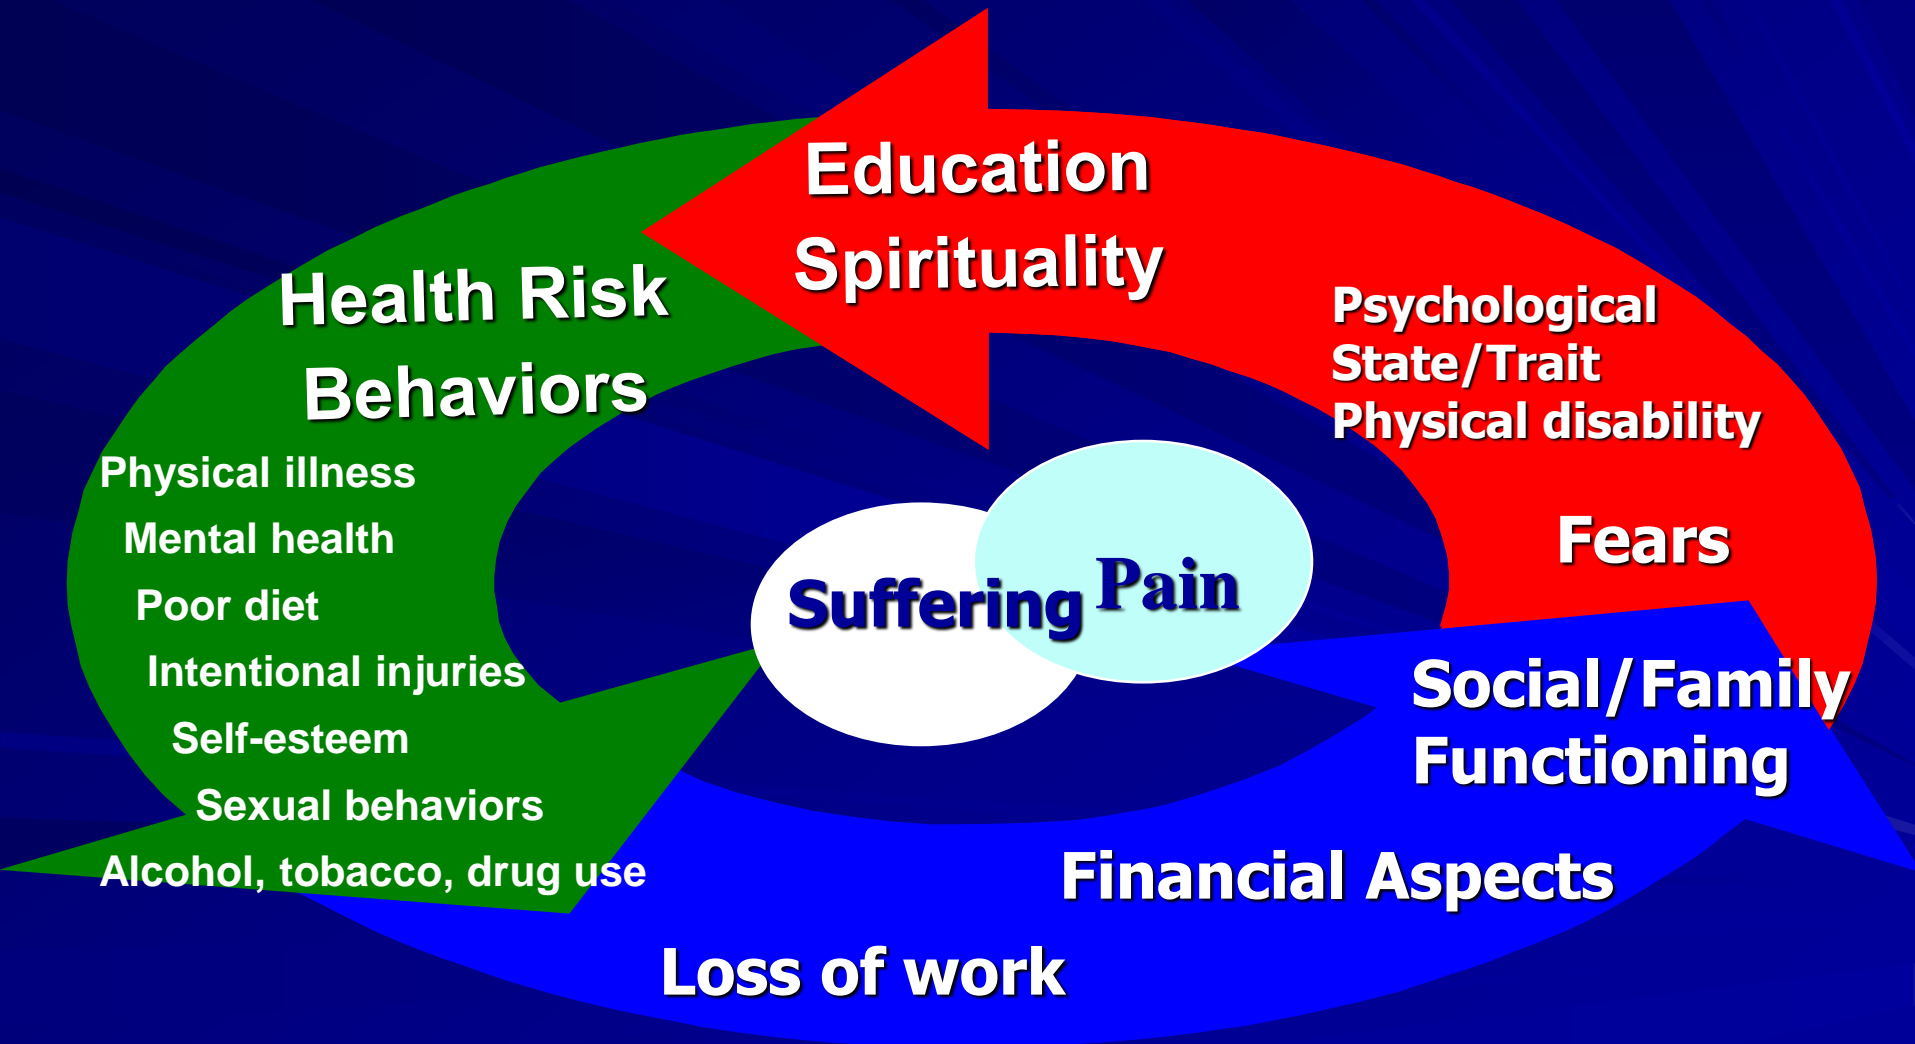 Education
Spirituality
Health Risk
Behaviors
Psychological
State/Trait
Physical disability
Physical illness
Mental health
Poor diet
Intentional injuries
Self-esteem
Sexual behaviors
Alcohol, tobacco, drug use
Suffering
Pain
Fears
Social/Family
Functioning
Financial Aspects
Loss of work